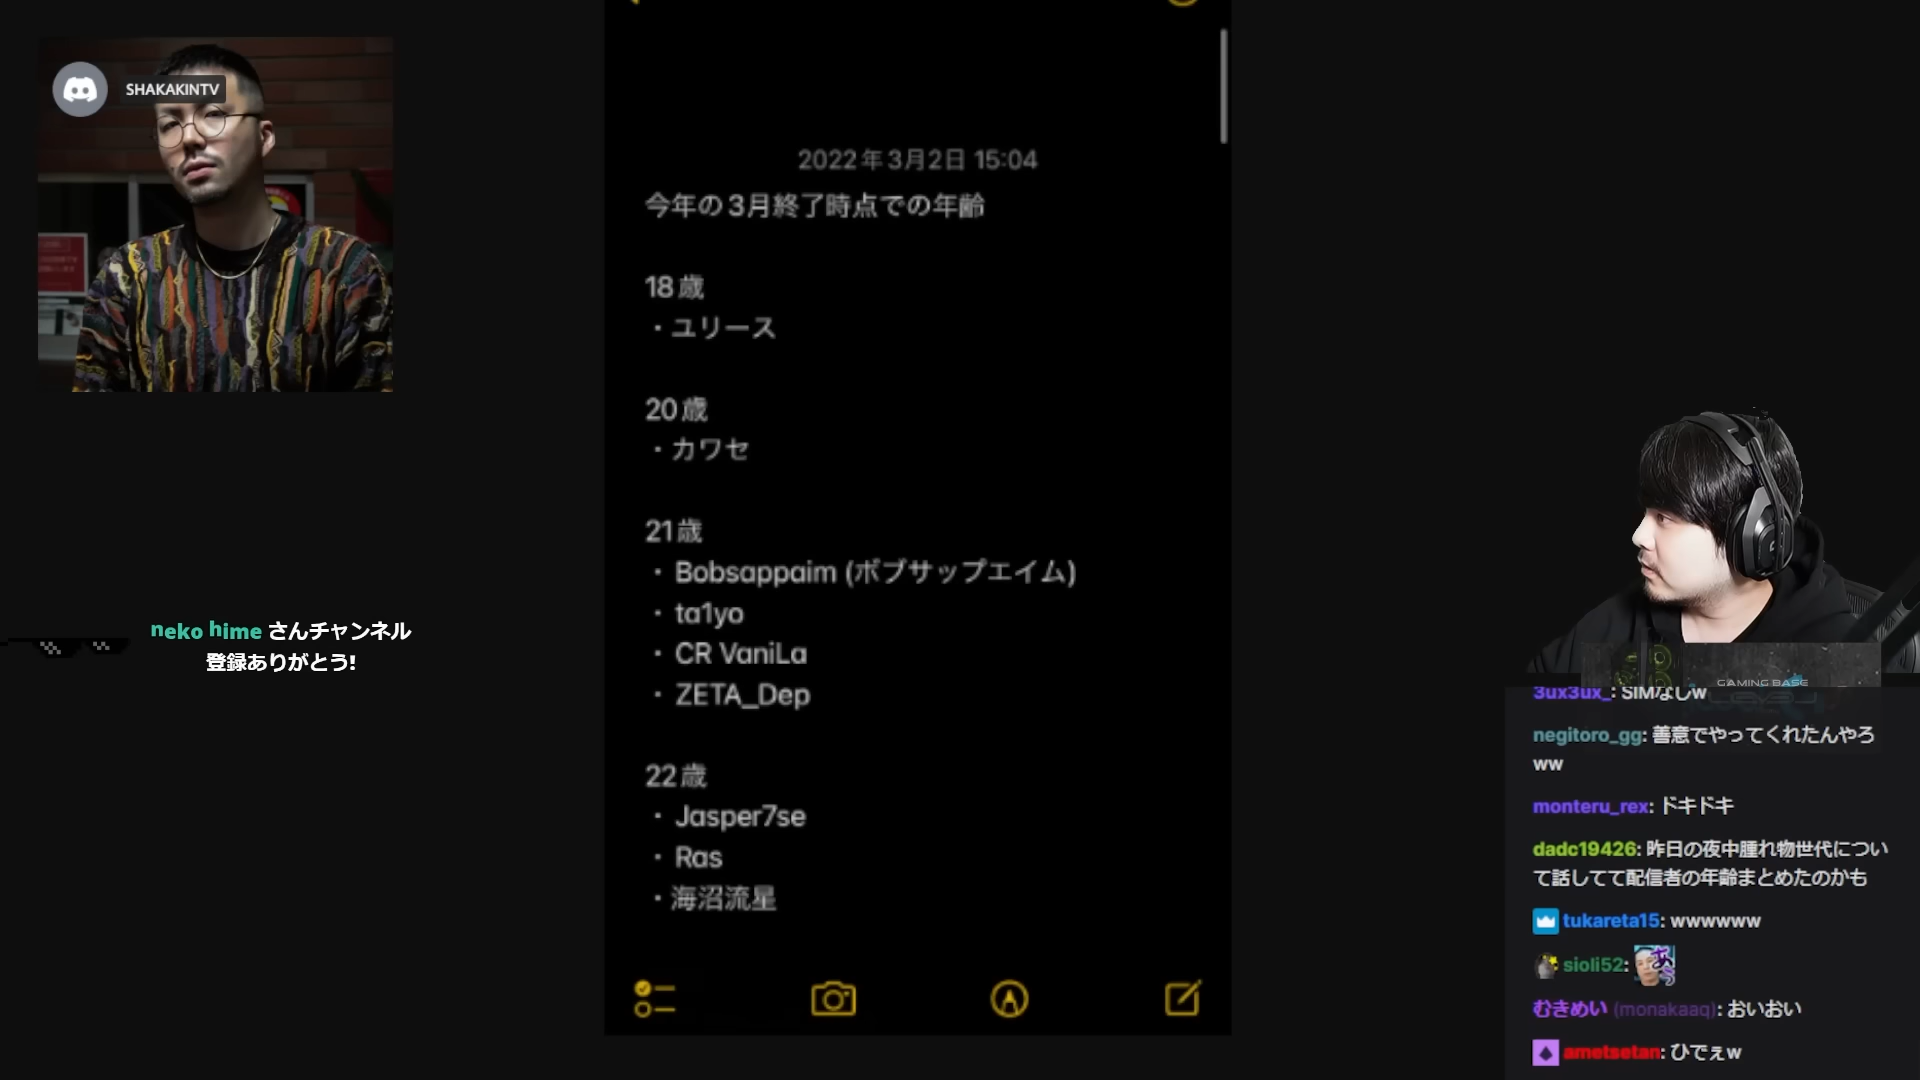 SHAKAKINTV
2022年3月2日 15:04
今年の3月終了時点での年齢
18歳
・ユリース
20歳
・カワセ
21歳
・Bobsappaim (ボブサップエイム)
・ta1yo
・CR VaniLa
・ZETA_Dep
22歳
・Jasper7se
・Ras
・海沼流星
neko hime さんチャンネル
登録ありがとう!
GAMING BASE
3ux3ux_: SIMなしw
negitoro_gg: 善意でやってくれたんやろ
ww
monteru_rex: ドキドキ
dadc19426: 昨日の夜中腫れ物世代につい
て話してて配信者の年齢まとめたのかも
tukareta15: wwwwww
sioli52:
むきめい (monakaaq): おいおい
ametsetan: ひでぇw